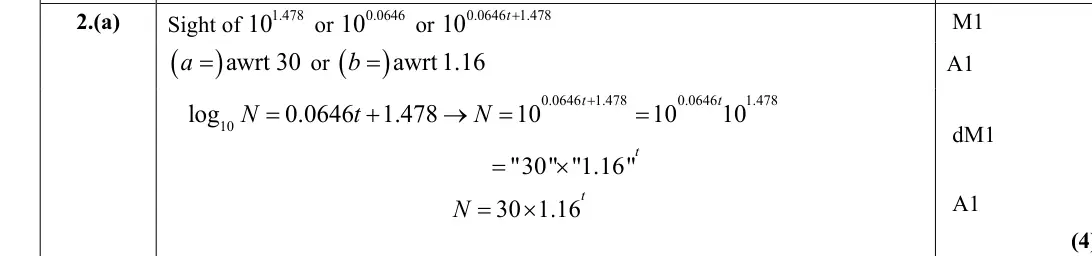 2.(a) Sight of 10^1.478 or 10^0.0646 or 10^0.0646t+1.478 M1
(a =) awrt 30 or (b =) awrt 1.16 A1
log₁₀ N = 0.0646t + 1.478 → N = 10^0.0646t+1.478 = 10^0.0646t 10^1.478
dM1
= "30" × "1.16"^t
N = 30 × 1.16^t A1
(4)